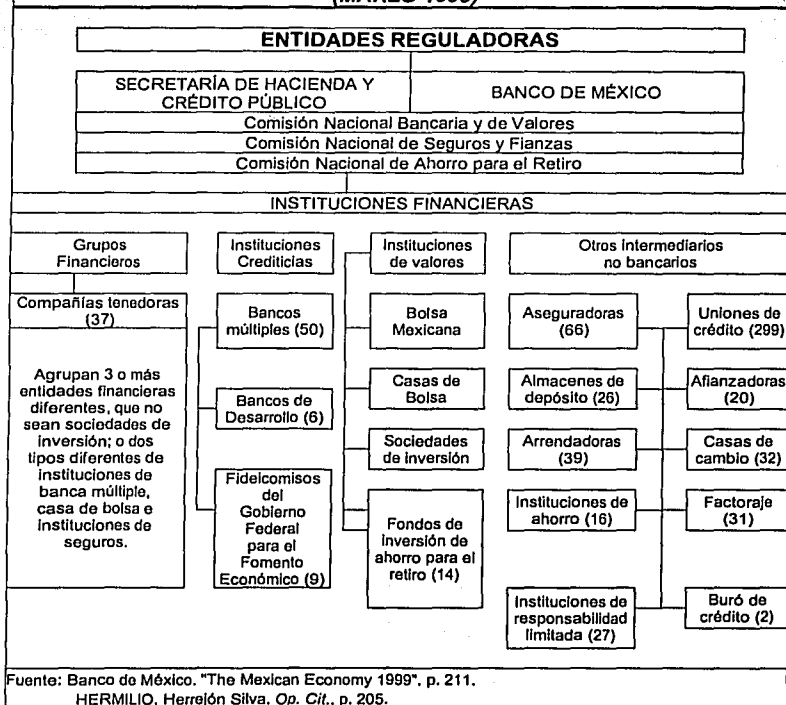 ENTIDADES REGULADORAS
SECRETARÍA DE HACIENDA Y
CRÉDITO PÚBLICO
BANCO DE MÉXICO
Comisión Nacional Bancaria y de Valores
Comisión Nacional de Seguros y Fianzas
Comisión Nacional de Ahorro para el Retiro
INSTITUCIONES FINANCIERAS
Grupos
Financieros
Compañías tenedoras
(37)
Agrupan 3 o más
entidades financieras
diferentes, que no
sean sociedades de
inversión; o dos
tipos diferentes de
instituciones de
banca múltiple,
casa de bolsa e
instituciones de
seguros.
Instituciones
Crediticias
Bancos
múltiples (50)
Bancos de
Desarrollo (6)
Fideicomisos
del
Gobierno
Federal
para el
Fomento
Económico (9)
Instituciones
de valores
Bolsa
Mexicana
Casas de
Bolsa
Sociedades
de inversión
Fondos de
inversión de
ahorro para el
retiro (14)
Otros intermediarios
no bancarios
Aseguradoras
(66)
Uniones de
crédito (299)
Almacenes de
depósito (26)
Afianzadoras
(20)
Arrendadoras
(39)
Casas de
cambio (32)
Instituciones de
ahorro (16)
Factoraje
(31)
Instituciones de
responsabilidad
limitada (27)
Buró de
crédito (2)
Fuente: Banco de México. "The Mexican Economy 1999", p. 211.
HERMILIO, Herrejón Silva, Op. Cit., p. 205.